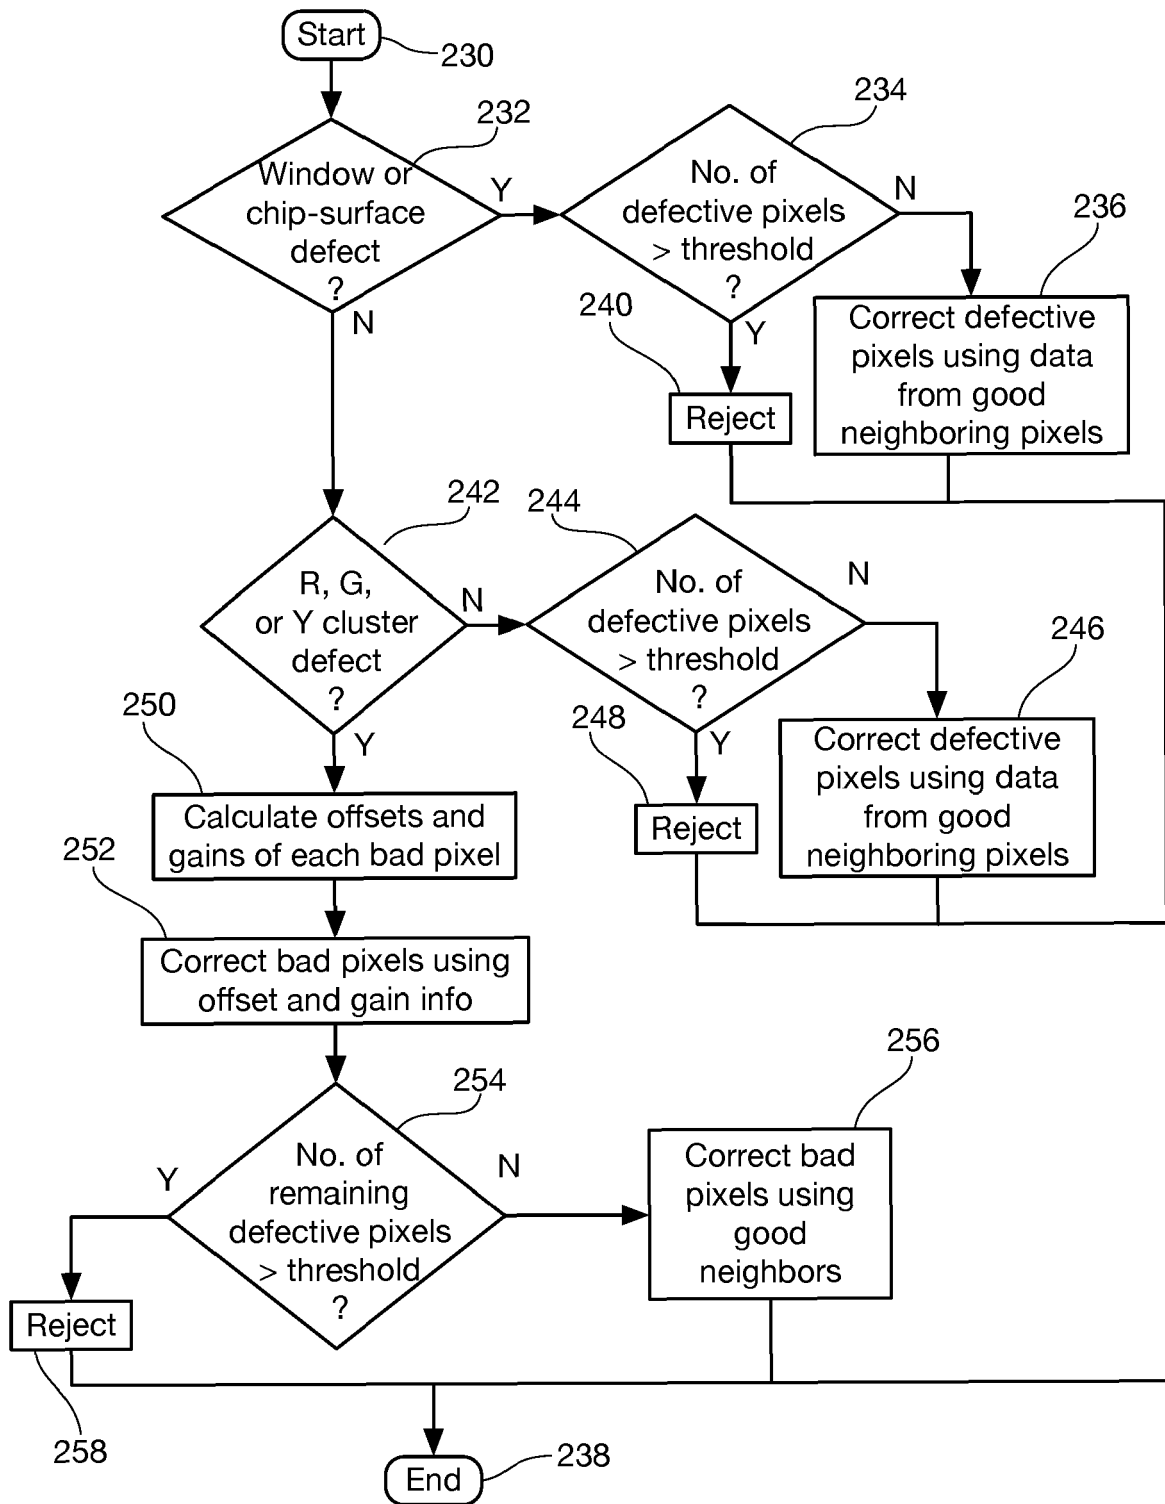 Start
230
232
Window or
chip-surface
defect
?
Y
N
234
No. of
defective pixels
> threshold
?
N
Y
236
Correct defective
pixels using data
from good
neighboring pixels
240
Reject
242
R, G,
or Y cluster
defect
?
N
Y
244
No. of
defective pixels
> threshold
?
N
Y
246
Correct defective
pixels using data
from good
neighboring pixels
248
Reject
250
Calculate offsets and
gains of each bad pixel
252
Correct bad pixels using
offset and gain info
254
No. of
remaining
defective pixels
> threshold
?
Y
N
256
Correct bad
pixels using
good
neighbors
Reject
258
End
238